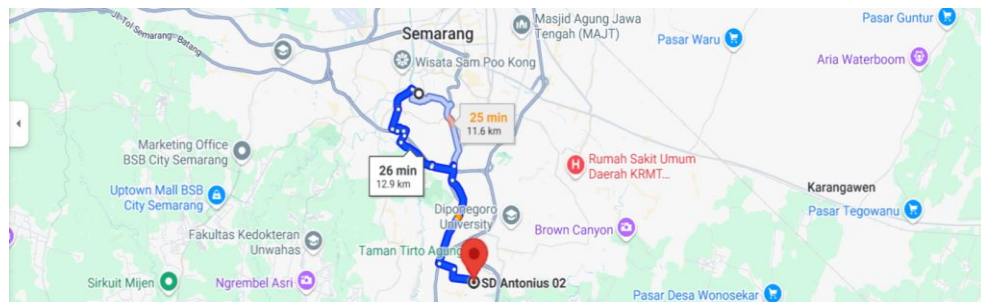 Jl. Tol Semarang - Batang
Semarang
Masjid Agung Jawa
Tengah (MAJT)
Pasar Guntur
Pasar Waru
Wisata Sam Poo Kong
Aria Waterboom
25 min
11.6 km
Marketing Office
BSB City Semarang
26 min
12.9 km
Rumah Sakit Umum
Daerah KRMT...
Uptown Mall BSB
City Semarang
Karangawen
Diponegoro
University
Pasar Tegowanu
Brown Canyon
Fakultas Kedokteran
Unwahas
Taman Tirto Agung
Sirkuit Mijen
Ngrembel Asri
SD Antonius 02
Pasar Desa Wonosekar